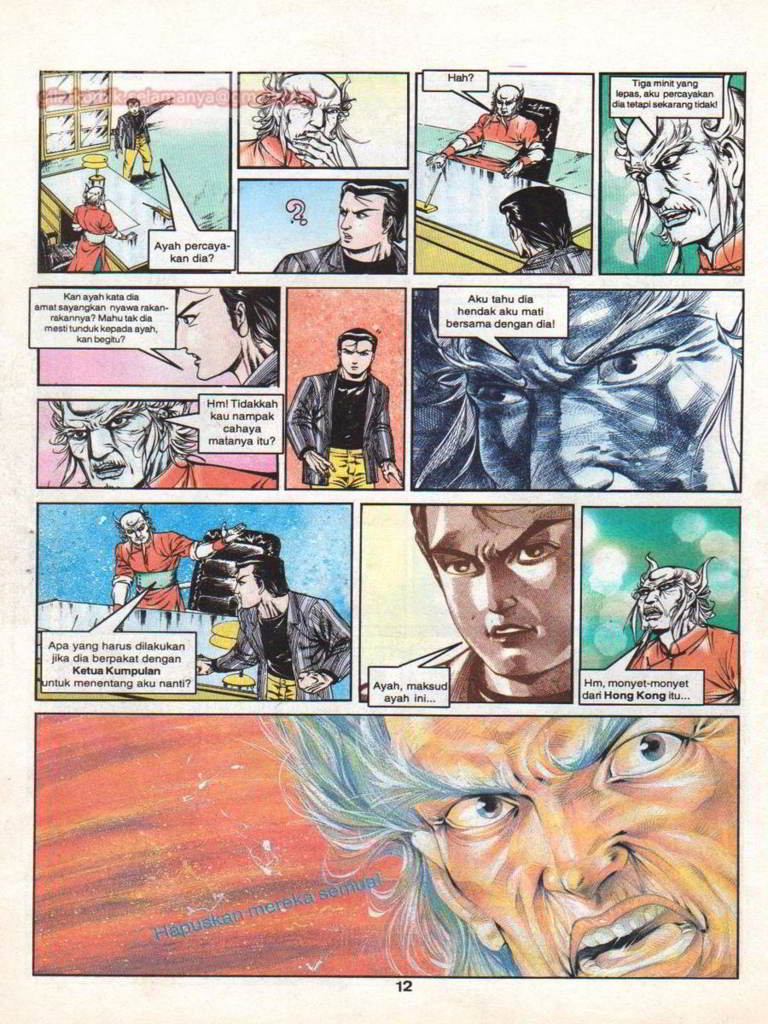 Ayah percaya-
kan dia?
?
Hah?
Tiga minit yang
lepas, aku percayakan
dia tetapi sekarang tidak!
Kan ayah kata dia
amat sayangkan nyawa rakan-
rakannya? Mahu tak dia
mesti tunduk kepada ayah,
kan begitu?
Hm! Tidakkah
kau nampak
cahaya
matanya itu?
Aku tahu dia
hendak aku mati
bersama dengan dia!
Apa yang harus dilakukan
jika dia berpakat dengan
Ketua Kumpulan
untuk menentang aku nanti?
Ayah, maksud
ayah ini...
Hm, monyet-monyet
dari Hong Kong itu...
Hapuskan mereka semua!
12